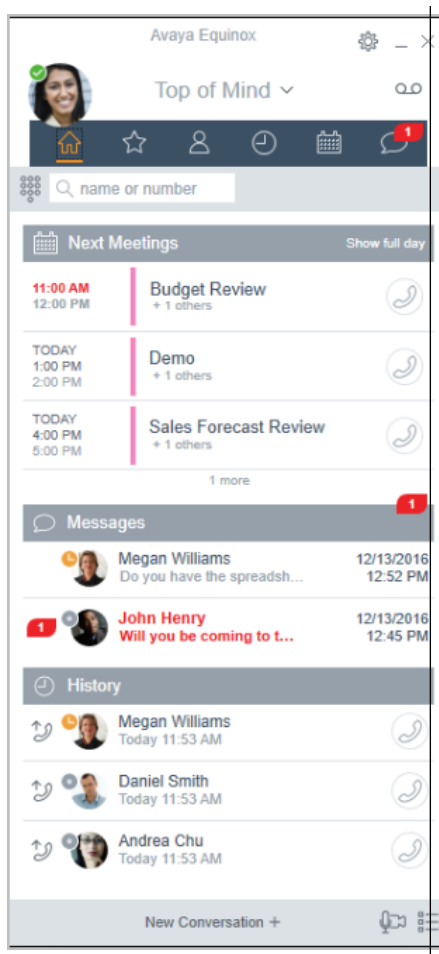 Avaya Equinox
Top of Mind
1
name or number
Next Meetings Show full day
11:00 AM
12:00 PM
Budget Review
+ 1 others
TODAY
1:00 PM
2:00 PM
Demo
+ 1 others
TODAY
4:00 PM
5:00 PM
Sales Forecast Review
+ 1 others
1 more
1
Messages
Megan Williams 12/13/2016
Do you have the spreadsh... 12:52 PM
1
John Henry 12/13/2016
Will you be coming to t... 12:45 PM
History
Megan Williams
Today 11:53 AM
Daniel Smith
Today 11:53 AM
Andrea Chu
Today 11:53 AM
New Conversation +